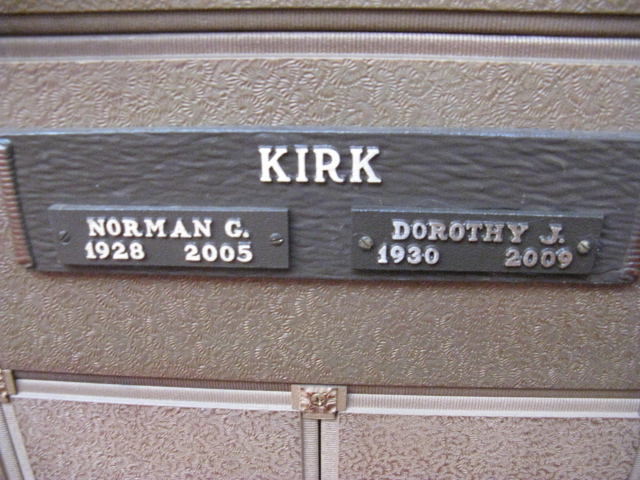 KIRK
NORMAN G.
1928 2005
DOROTHY J.
1930 2009